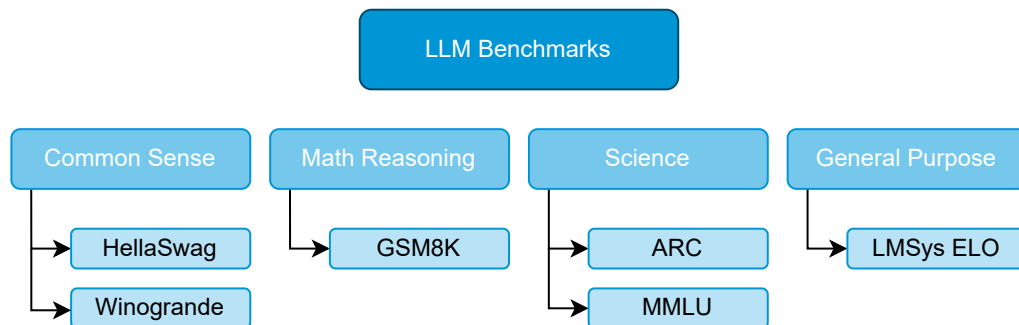 LLM Benchmarks
Common Sense
Math Reasoning
Science
General Purpose
HellaSwag
GSM8K
ARC
LMSys ELO
Winogrande
MMLU